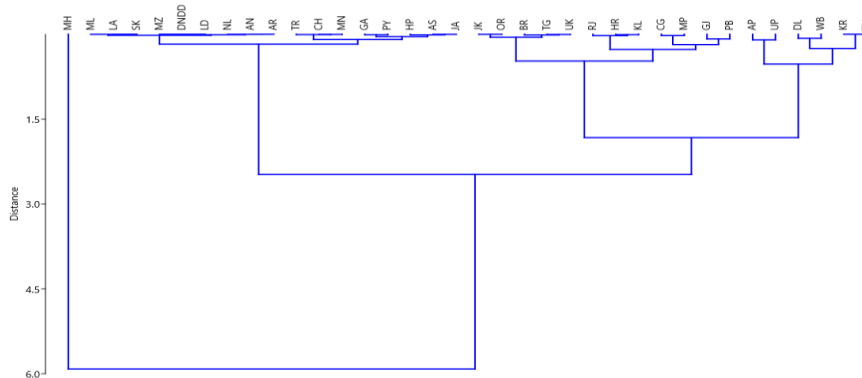 MH ML LA SK MZ DNDD LD NL AN AR TR CH MN GA PY HP AS JA JK OR BR TG UK RJ HR KL CG MP GJ PB AP UP DL WB KR
1.5
3.0
4.5
6.0
Distance